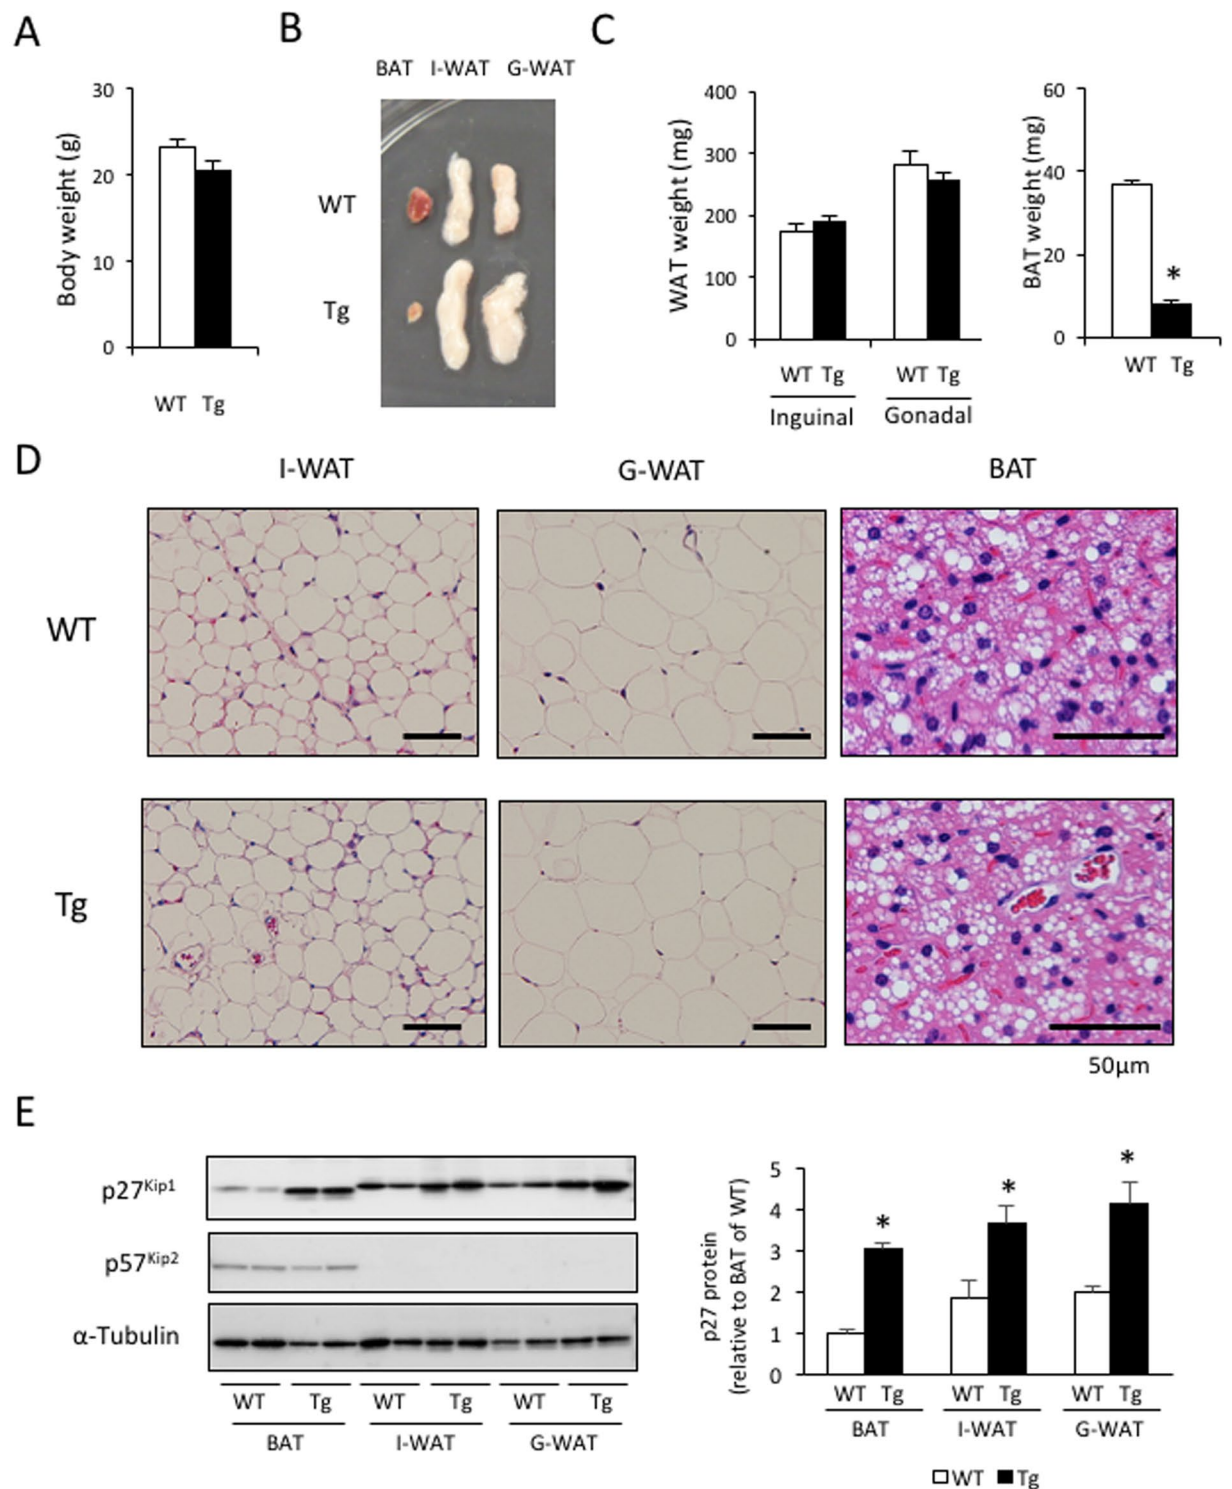 A
Body weight (g)
30
20
10
0
WT Tg
B
BAT I-WAT G-WAT
WT
Tg
C
WAT weight (mg)
400
300
200
100
0
WT Tg WT Tg
Inguinal Gonadal
BAT weight (mg)
60
40
20
0
*
WT Tg
D
I-WAT G-WAT BAT
WT
Tg
50µm
E
p27Kip1
p57Kip2
α-Tubulin
WT Tg WT Tg WT Tg
BAT I-WAT G-WAT
p27 protein
(relative to BAT of WT)
5
4
3
2
1
0
* * *
WT Tg WT Tg WT Tg
BAT I-WAT G-WAT
WT Tg